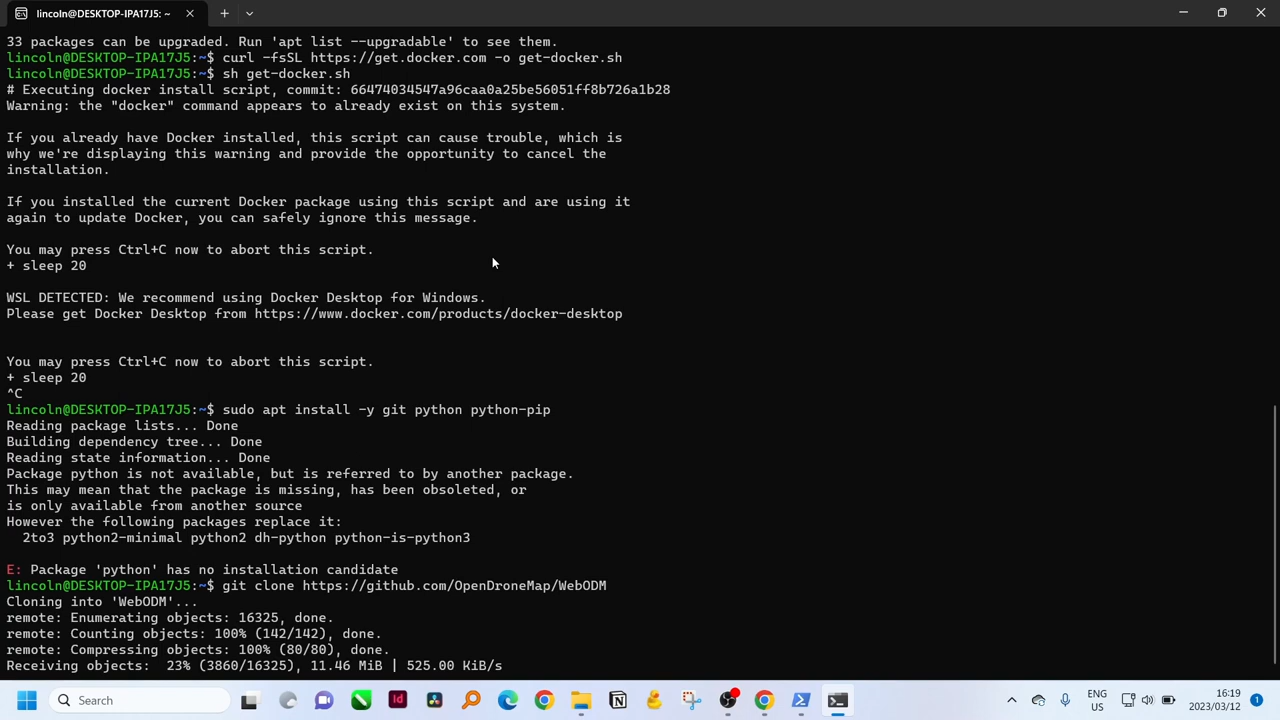 lincoln@DESKTOP-IPA17J5: ~
33 packages can be upgraded. Run 'apt list --upgradable' to see them.
lincoln@DESKTOP-IPA17J5:~$ curl -fsSL https://get.docker.com -o get-docker.sh
lincoln@DESKTOP-IPA17J5:~$ sh get-docker.sh
# Executing docker install script, commit: 66474034547a96caa0a25be56051ff8b726a1b28
Warning: the "docker" command appears to already exist on this system.
If you already have Docker installed, this script can cause trouble, which is
why we're displaying this warning and provide the opportunity to cancel the
installation.
If you installed the current Docker package using this script and are using it
again to update Docker, you can safely ignore this message.
You may press Ctrl+C now to abort this script.
+ sleep 20
WSL DETECTED: We recommend using Docker Desktop for Windows.
Please get Docker Desktop from https://www.docker.com/products/docker-desktop
You may press Ctrl+C now to abort this script.
+ sleep 20
^C
lincoln@DESKTOP-IPA17J5:~$ sudo apt install -y git python python-pip
Reading package lists... Done
Building dependency tree... Done
Reading state information... Done
Package python is not available, but is referred to by another package.
This may mean that the package is missing, has been obsoleted, or
is only available from another source
However the following packages replace it:
  2to3 python2-minimal python2 dh-python python-is-python3
E: Package 'python' has no installation candidate
lincoln@DESKTOP-IPA17J5:~$ git clone https://github.com/OpenDroneMap/WebODM
Cloning into 'WebODM'...
remote: Enumerating objects: 16325, done.
remote: Counting objects: 100% (142/142), done.
remote: Compressing objects: 100% (80/80), done.
Receiving objects:  23% (3860/16325), 11.46 MiB | 525.00 KiB/s
Search
Id
ENG
US
16:19
2023/03/12
1